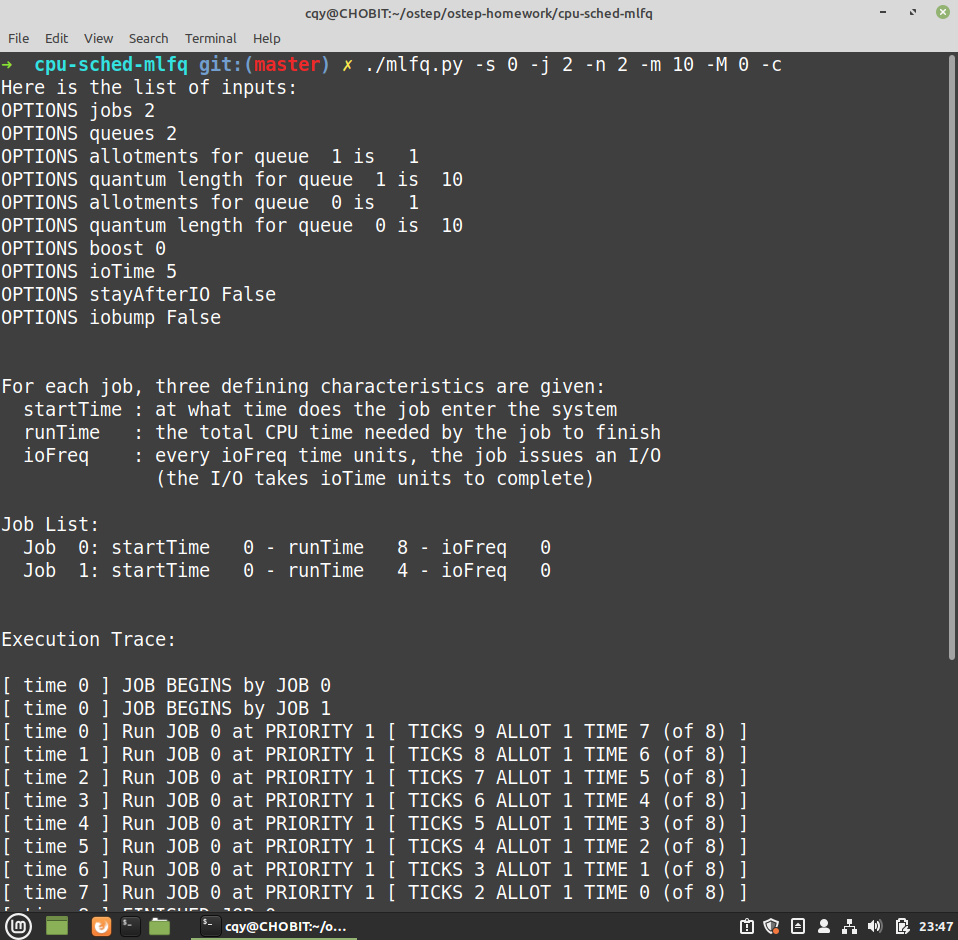 cqy@CHOBIT:~/ostep/ostep-homework/cpu-sched-mlfq
File Edit View Search Terminal Help
→ cpu-sched-mlfq git:(master) ✗ ./mlfq.py -s 0 -j 2 -n 2 -m 10 -M 0 -c
Here is the list of inputs:
OPTIONS jobs 2
OPTIONS queues 2
OPTIONS allotments for queue  1 is   1
OPTIONS quantum length for queue  1 is  10
OPTIONS allotments for queue  0 is   1
OPTIONS quantum length for queue  0 is  10
OPTIONS boost 0
OPTIONS ioTime 5
OPTIONS stayAfterIO False
OPTIONS iobump False
For each job, three defining characteristics are given:
  startTime : at what time does the job enter the system
  runTime   : the total CPU time needed by the job to finish
  ioFreq    : every ioFreq time units, the job issues an I/O
              (the I/O takes ioTime units to complete)
Job List:
  Job  0: startTime   0 - runTime   8 - ioFreq   0
  Job  1: startTime   0 - runTime   4 - ioFreq   0
Execution Trace:
[ time 0 ] JOB BEGINS by JOB 0
[ time 0 ] JOB BEGINS by JOB 1
[ time 0 ] Run JOB 0 at PRIORITY 1 [ TICKS 9 ALLOT 1 TIME 7 (of 8) ]
[ time 1 ] Run JOB 0 at PRIORITY 1 [ TICKS 8 ALLOT 1 TIME 6 (of 8) ]
[ time 2 ] Run JOB 0 at PRIORITY 1 [ TICKS 7 ALLOT 1 TIME 5 (of 8) ]
[ time 3 ] Run JOB 0 at PRIORITY 1 [ TICKS 6 ALLOT 1 TIME 4 (of 8) ]
[ time 4 ] Run JOB 0 at PRIORITY 1 [ TICKS 5 ALLOT 1 TIME 3 (of 8) ]
[ time 5 ] Run JOB 0 at PRIORITY 1 [ TICKS 4 ALLOT 1 TIME 2 (of 8) ]
[ time 6 ] Run JOB 0 at PRIORITY 1 [ TICKS 3 ALLOT 1 TIME 1 (of 8) ]
[ time 7 ] Run JOB 0 at PRIORITY 1 [ TICKS 2 ALLOT 1 TIME 0 (of 8) ]
cqy@CHOBIT:~/o... 23:47